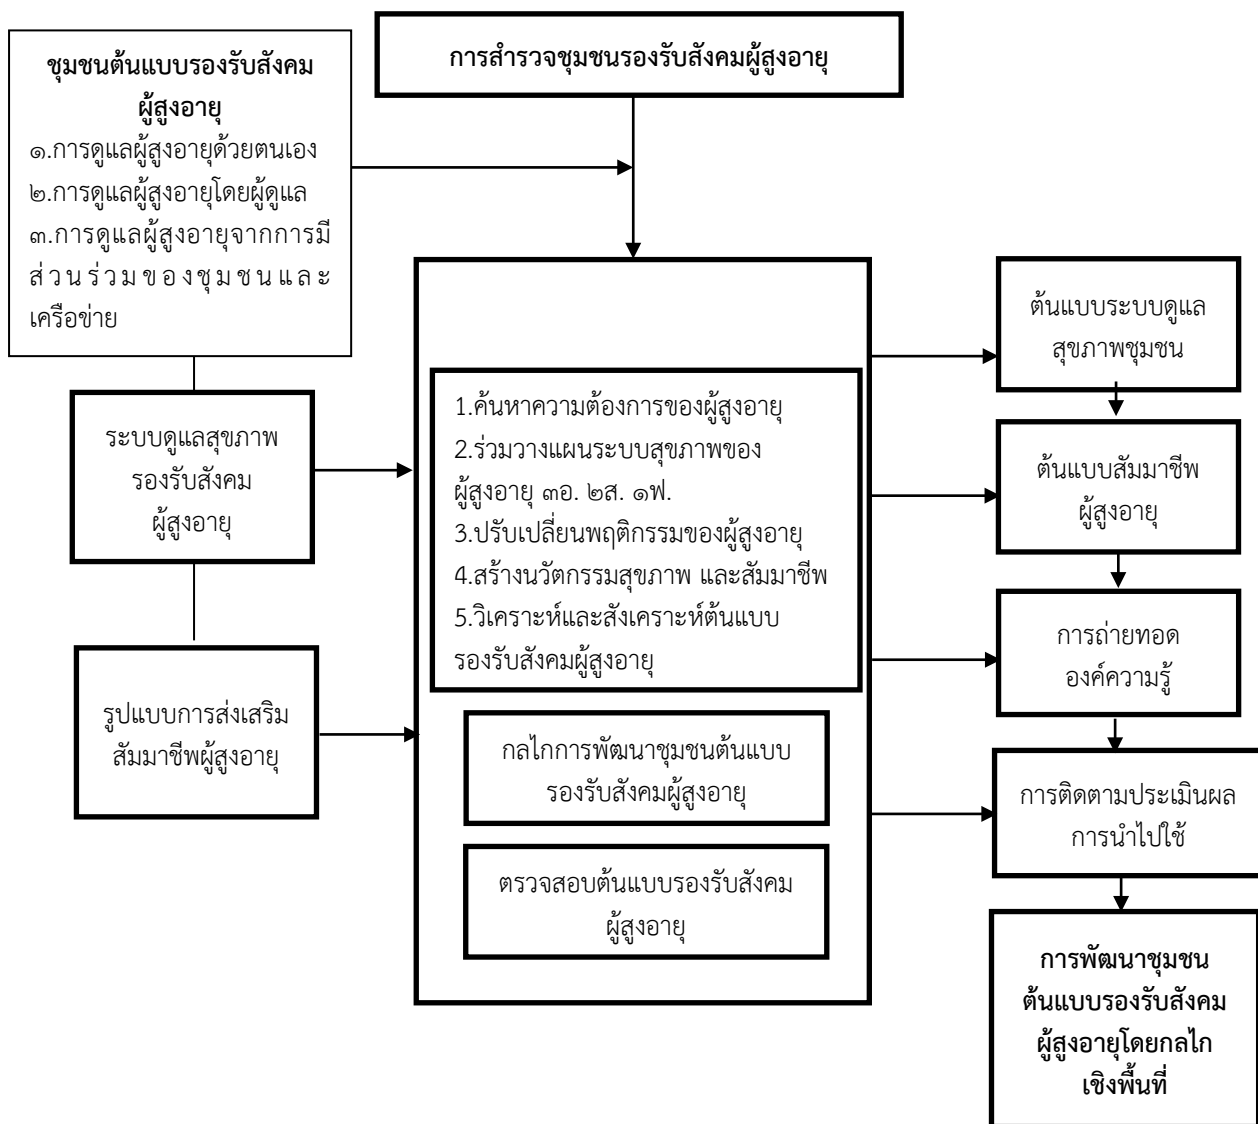 การสำรวจชุมชนรองรับสังคมผู้สูงอายุ
ชุมชนต้นแบบรองรับสังคม
ผู้สูงอายุ
๑.การดูแลผู้สูงอายุด้วยตนเอง
๒.การดูแลผู้สูงอายุโดยผู้ดูแล
๓.การดูแลผู้สูงอายุจากการมี
ส่วนร่วมของชุมชนและ
เครือข่าย
ระบบดูแลสุขภาพ
รองรับสังคม
ผู้สูงอายุ
รูปแบบการส่งเสริม
สัมมาชีพผู้สูงอายุ
1.ค้นหาความต้องการของผู้สูงอายุ
2.ร่วมวางแผนระบบสุขภาพของ
ผู้สูงอายุ ๓อ. ๒ส. ๑ฟ.
3.ปรับเปลี่ยนพฤติกรรมของผู้สูงอายุ
4.สร้างนวัตกรรมสุขภาพ และสัมมาชีพ
5.วิเคราะห์และสังเคราะห์ต้นแบบ
รองรับสังคมผู้สูงอายุ
กลไกการพัฒนาชุมชนต้นแบบ
รองรับสังคมผู้สูงอายุ
ตรวจสอบต้นแบบรองรับสังคม
ผู้สูงอายุ
ต้นแบบระบบดูแล
สุขภาพชุมชน
ต้นแบบสัมมาชีพ
ผู้สูงอายุ
การถ่ายทอด
องค์ความรู้
การติดตามประเมินผล
การนำไปใช้
การพัฒนาชุมชน
ต้นแบบรองรับสังคม
ผู้สูงอายุโดยกลไก
เชิงพื้นที่